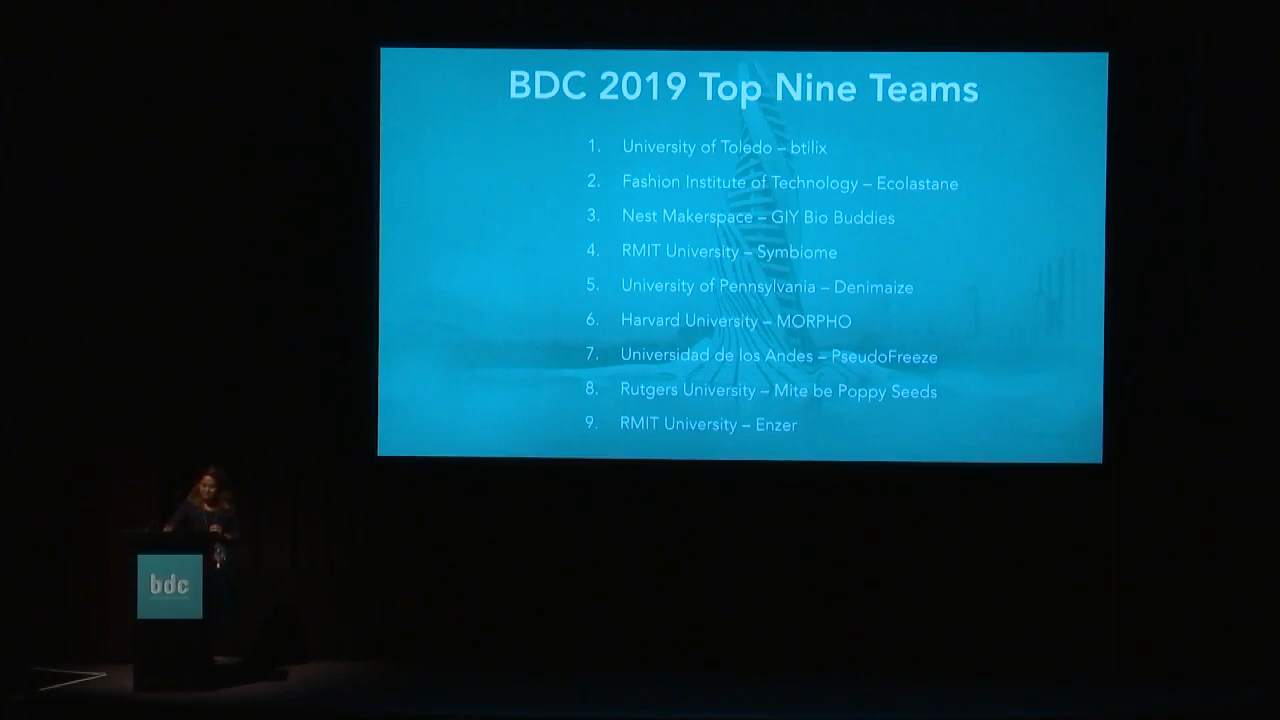 BDC 2019 Top Nine Teams
1. University of Toledo – btilix
2. Fashion Institute of Technology – Ecolastane
3. Nest Makerspace – GIY Bio Buddies
4. RMIT University – Symbiome
5. University of Pennsylvania – Denimaize
6. Harvard University – MORPHO
7. Universidad de los Andes – PseudoFreeze
8. Rutgers University – Mite be Poppy Seeds
9. RMIT University – Enzer
bdc